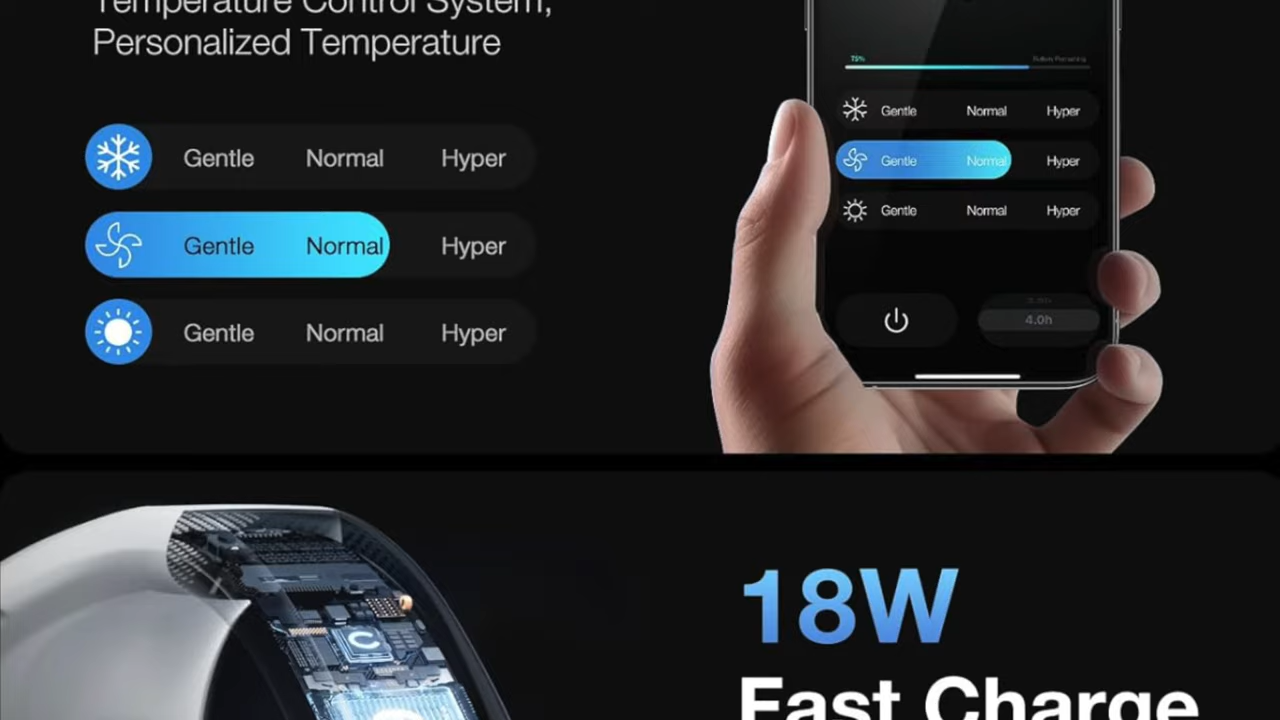 Temperature Control System,
Personalized Temperature
Gentle Normal Hyper
Gentle Normal Hyper
Gentle Normal Hyper
75%
Gentle Normal Hyper
Gentle Normal Hyper
Gentle Normal Hyper
4.0h
18W
Fast Charge